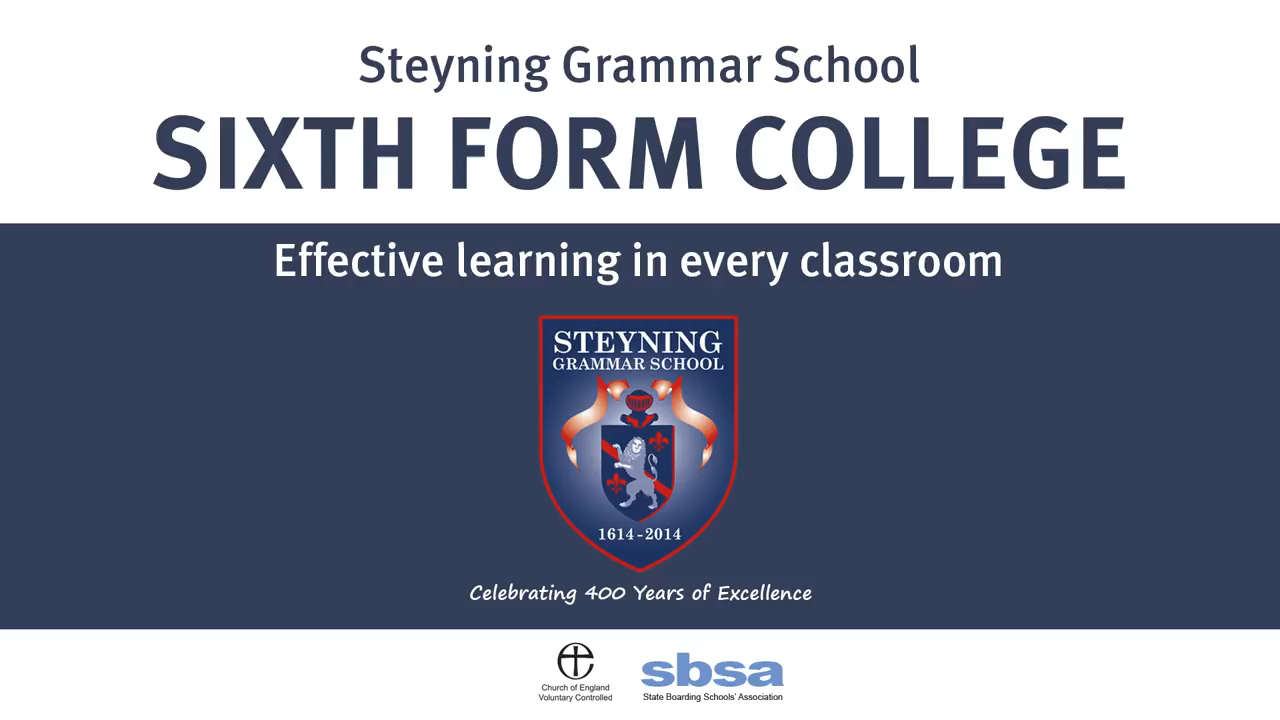 Steyning Grammar School
SIXTH FORM COLLEGE
Effective learning in every classroom
STEYNING
GRAMMAR SCHOOL
1614-2014
Celebrating 400 Years of Excellence
Church of England
Voluntary Controlled
sbsa
State Boarding Schools' Association